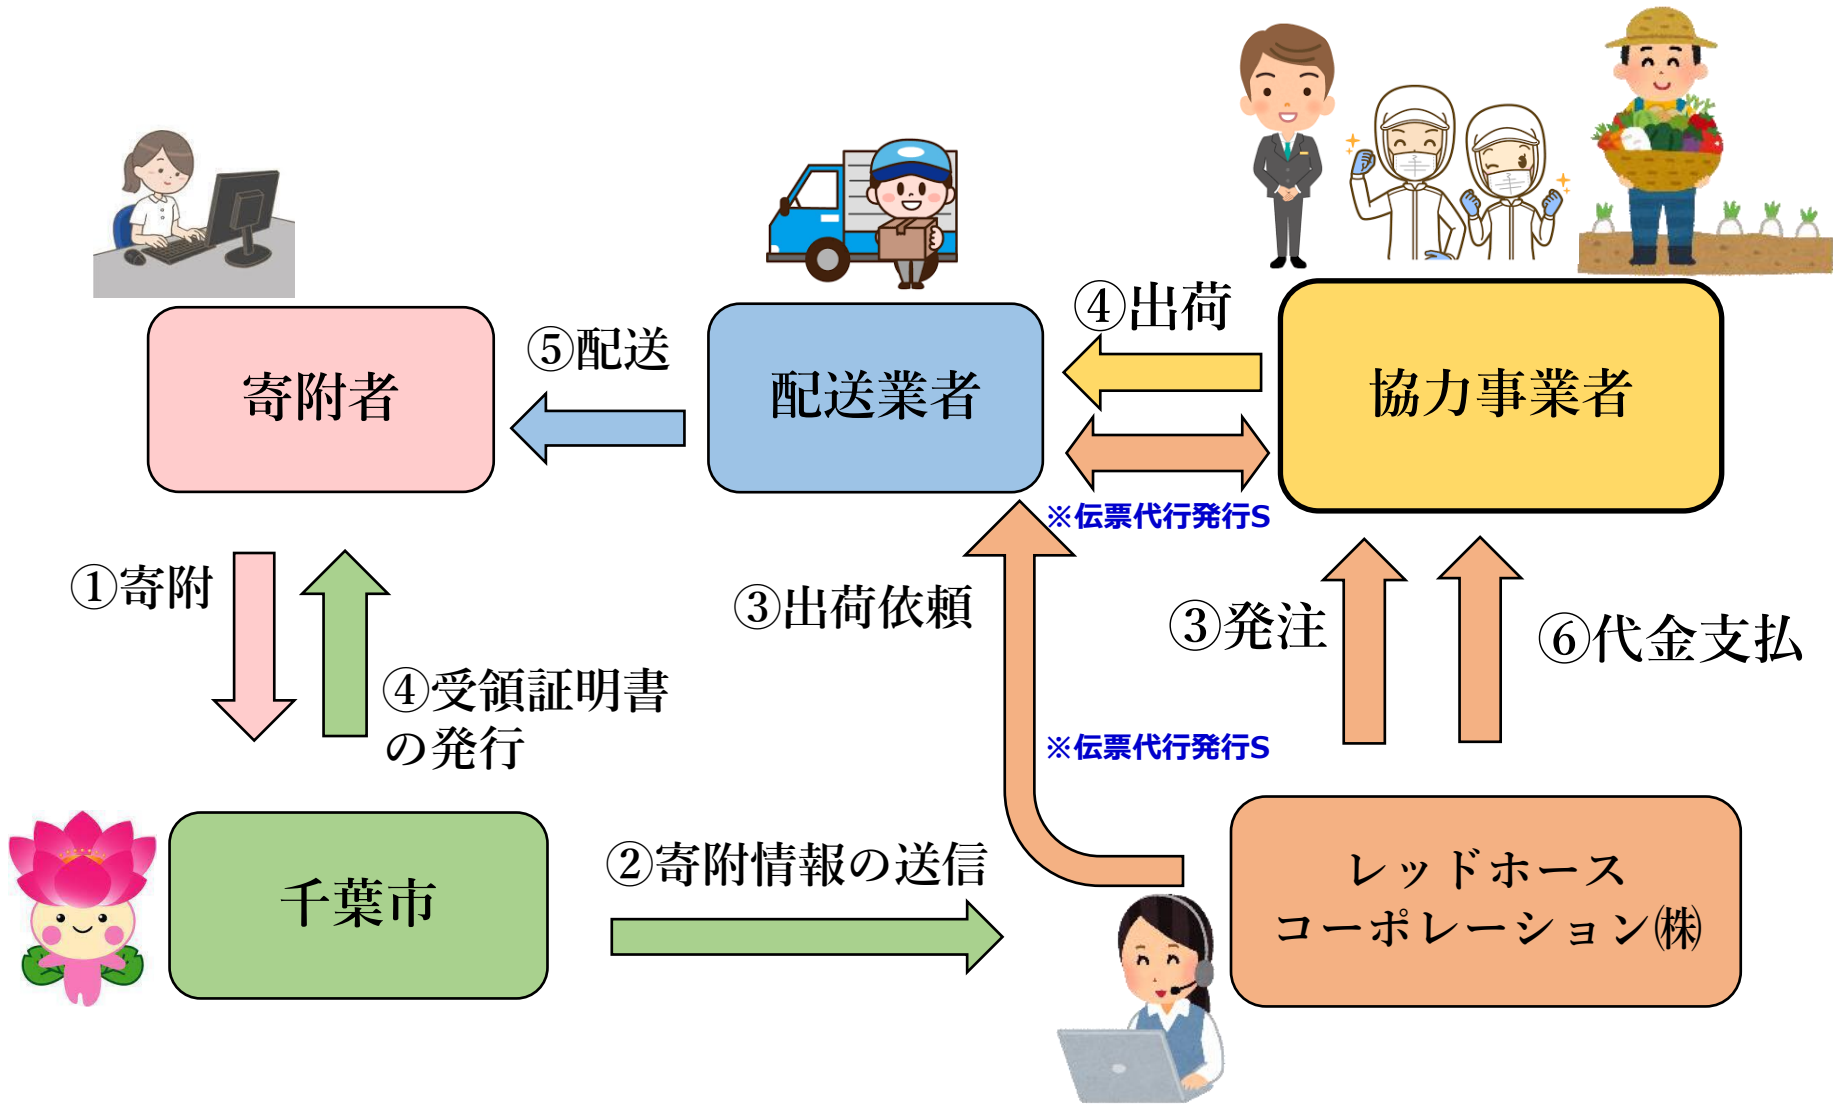 ④出荷
⑤配送
寄附者
配送業者
協力事業者
※伝票代行発行S
①寄附
③出荷依頼
③発注
⑥代金支払
④受領証明書
の発行
※伝票代行発行S
②寄附情報の送信
千葉市
レッドホース
コーポレーション㈱